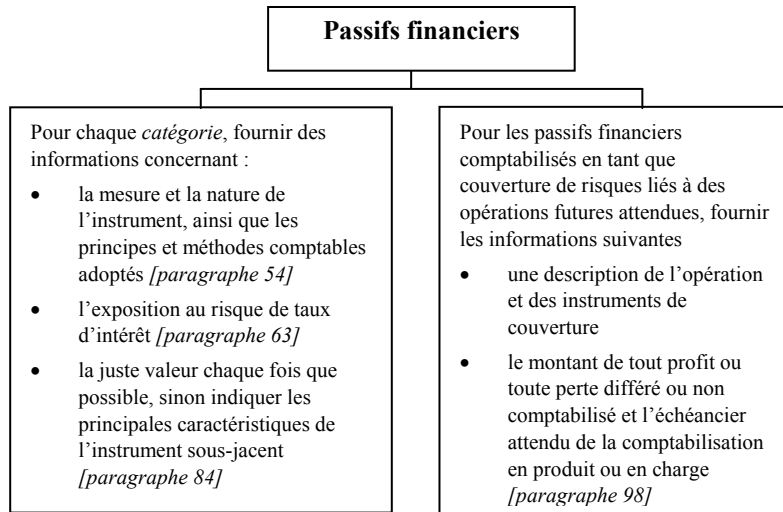 Passifs financiers
Pour chaque catégorie, fournir des
informations concernant :
• la mesure et la nature de
l’instrument, ainsi que les
principes et méthodes comptables
adoptés [paragraphe 54]
• l’exposition au risque de taux
d’intérêt [paragraphe 63]
• la juste valeur chaque fois que
possible, sinon indiquer les
principales caractéristiques de
l’instrument sous-jacent
[paragraphe 84]
Pour les passifs financiers
comptabilisés en tant que
couverture de risques liés à des
opérations futures attendues, fournir
les informations suivantes
• une description de l’opération
et des instruments de
couverture
• le montant de tout profit ou
toute perte différé ou non
comptabilisé et l’échéancier
attendu de la comptabilisation
en produit ou en charge
[paragraphe 98]